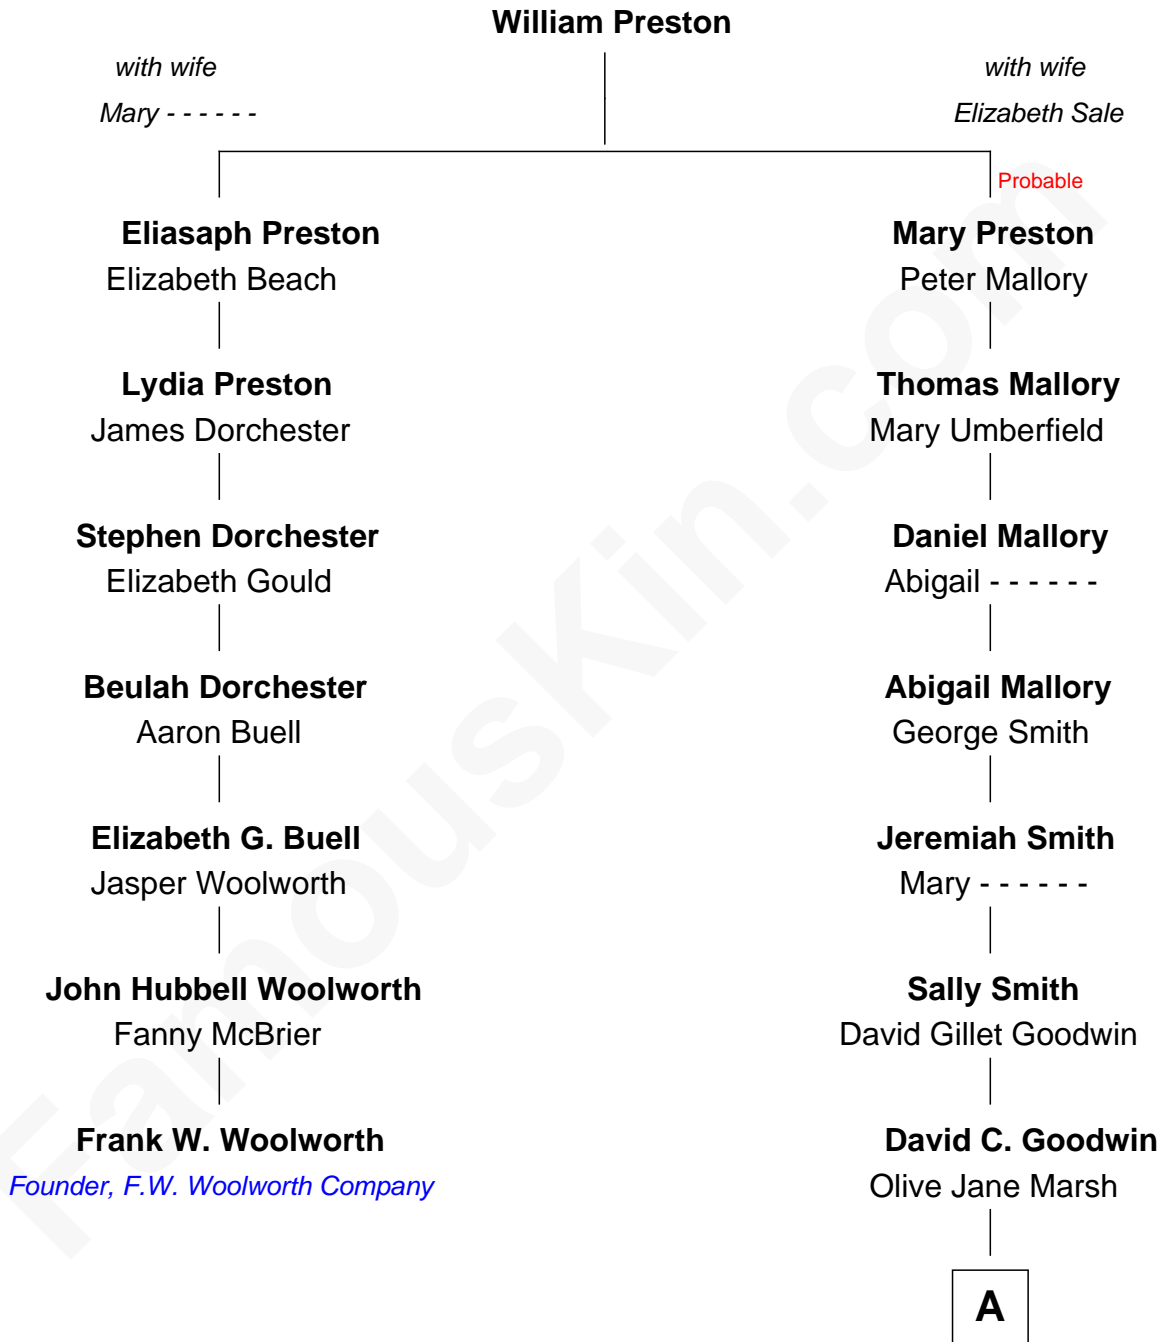 William Preston
with wife
Mary - - - - - -
with wife
Elizabeth Sale
Probable
Eliasaph Preston
Elizabeth Beach
Mary Preston
Peter Mallory
Lydia Preston
James Dorchester
Thomas Mallory
Mary Umberfield
Stephen Dorchester
Elizabeth Gould
Daniel Mallory
Abigail - - - - - -
Beulah Dorchester
Aaron Buell
Abigail Mallory
George Smith
Elizabeth G. Buell
Jasper Woolworth
Jeremiah Smith
Mary - - - - - -
John Hubbell Woolworth
Fanny McBrier
Sally Smith
David Gillet Goodwin
Frank W. Woolworth
Founder, F.W. Woolworth Company
David C. Goodwin
Olive Jane Marsh
A
FamousKin.com